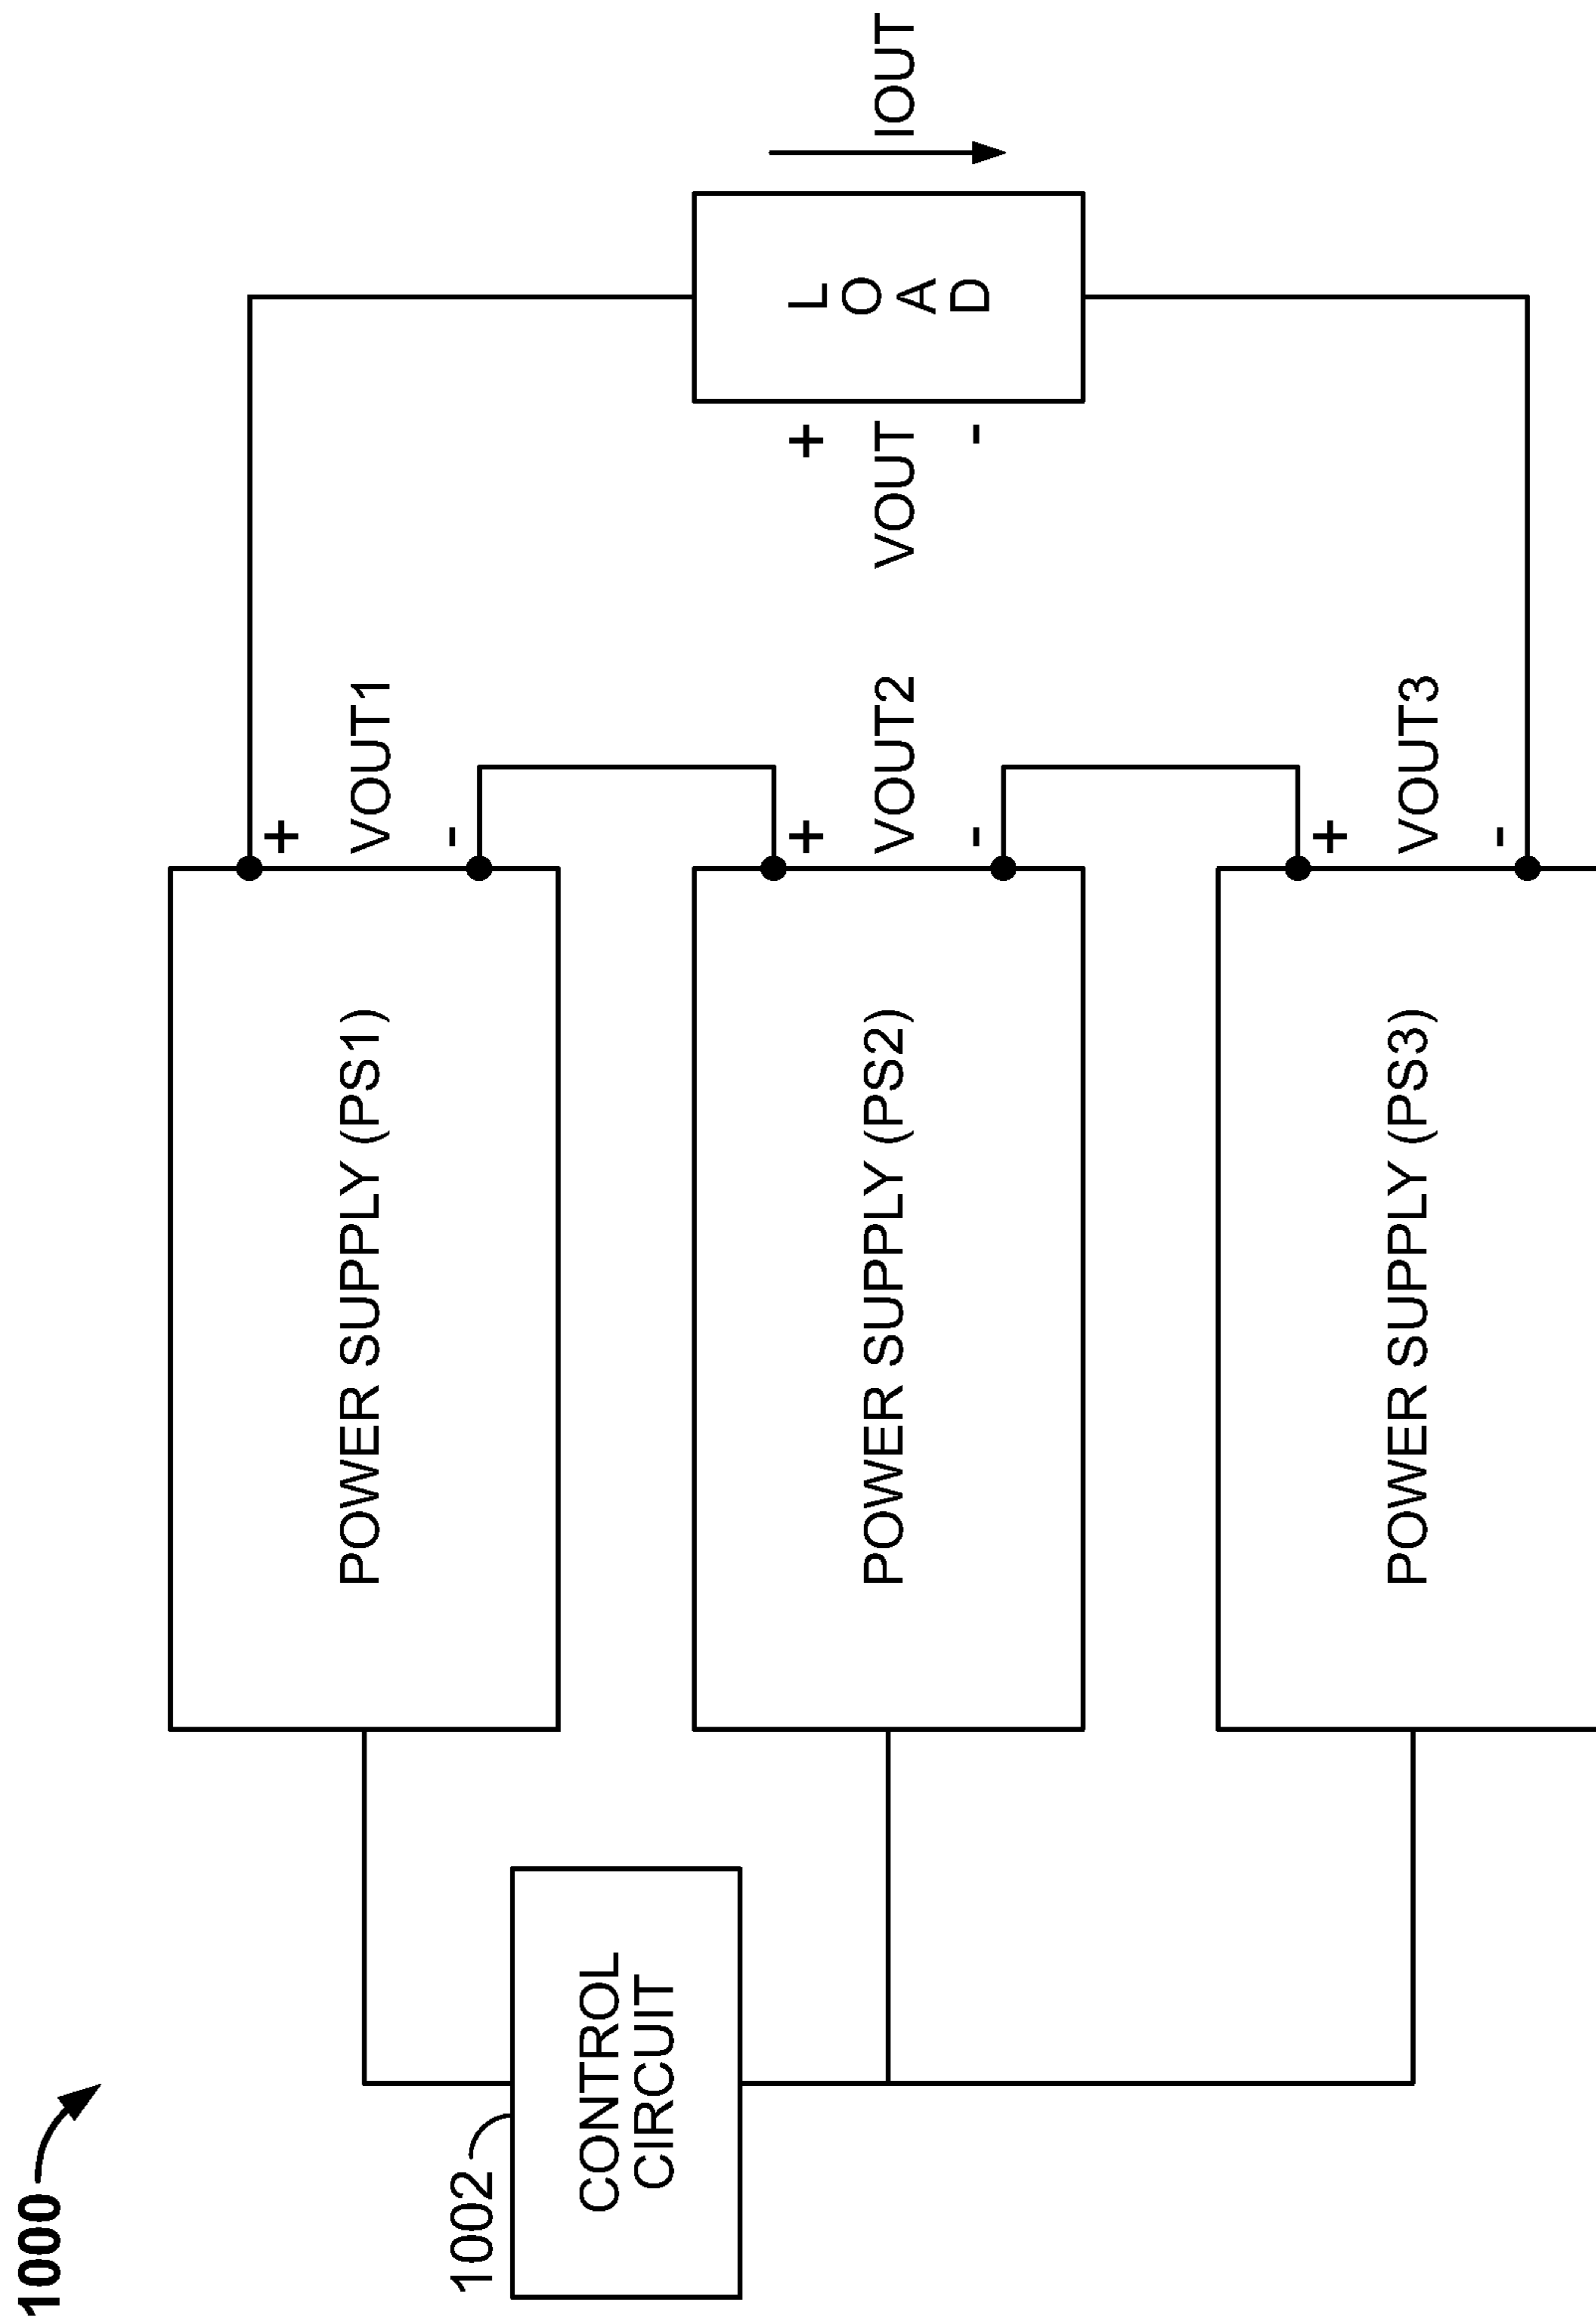 1000
1002
CONTROL
CIRCUIT
POWER SUPPLY (PS1)
+
VOUT1
-
POWER SUPPLY (PS2)
+
VOUT2
-
POWER SUPPLY (PS3)
+
VOUT3
-
+
VOUT
-
L
O
A
D
IOUT